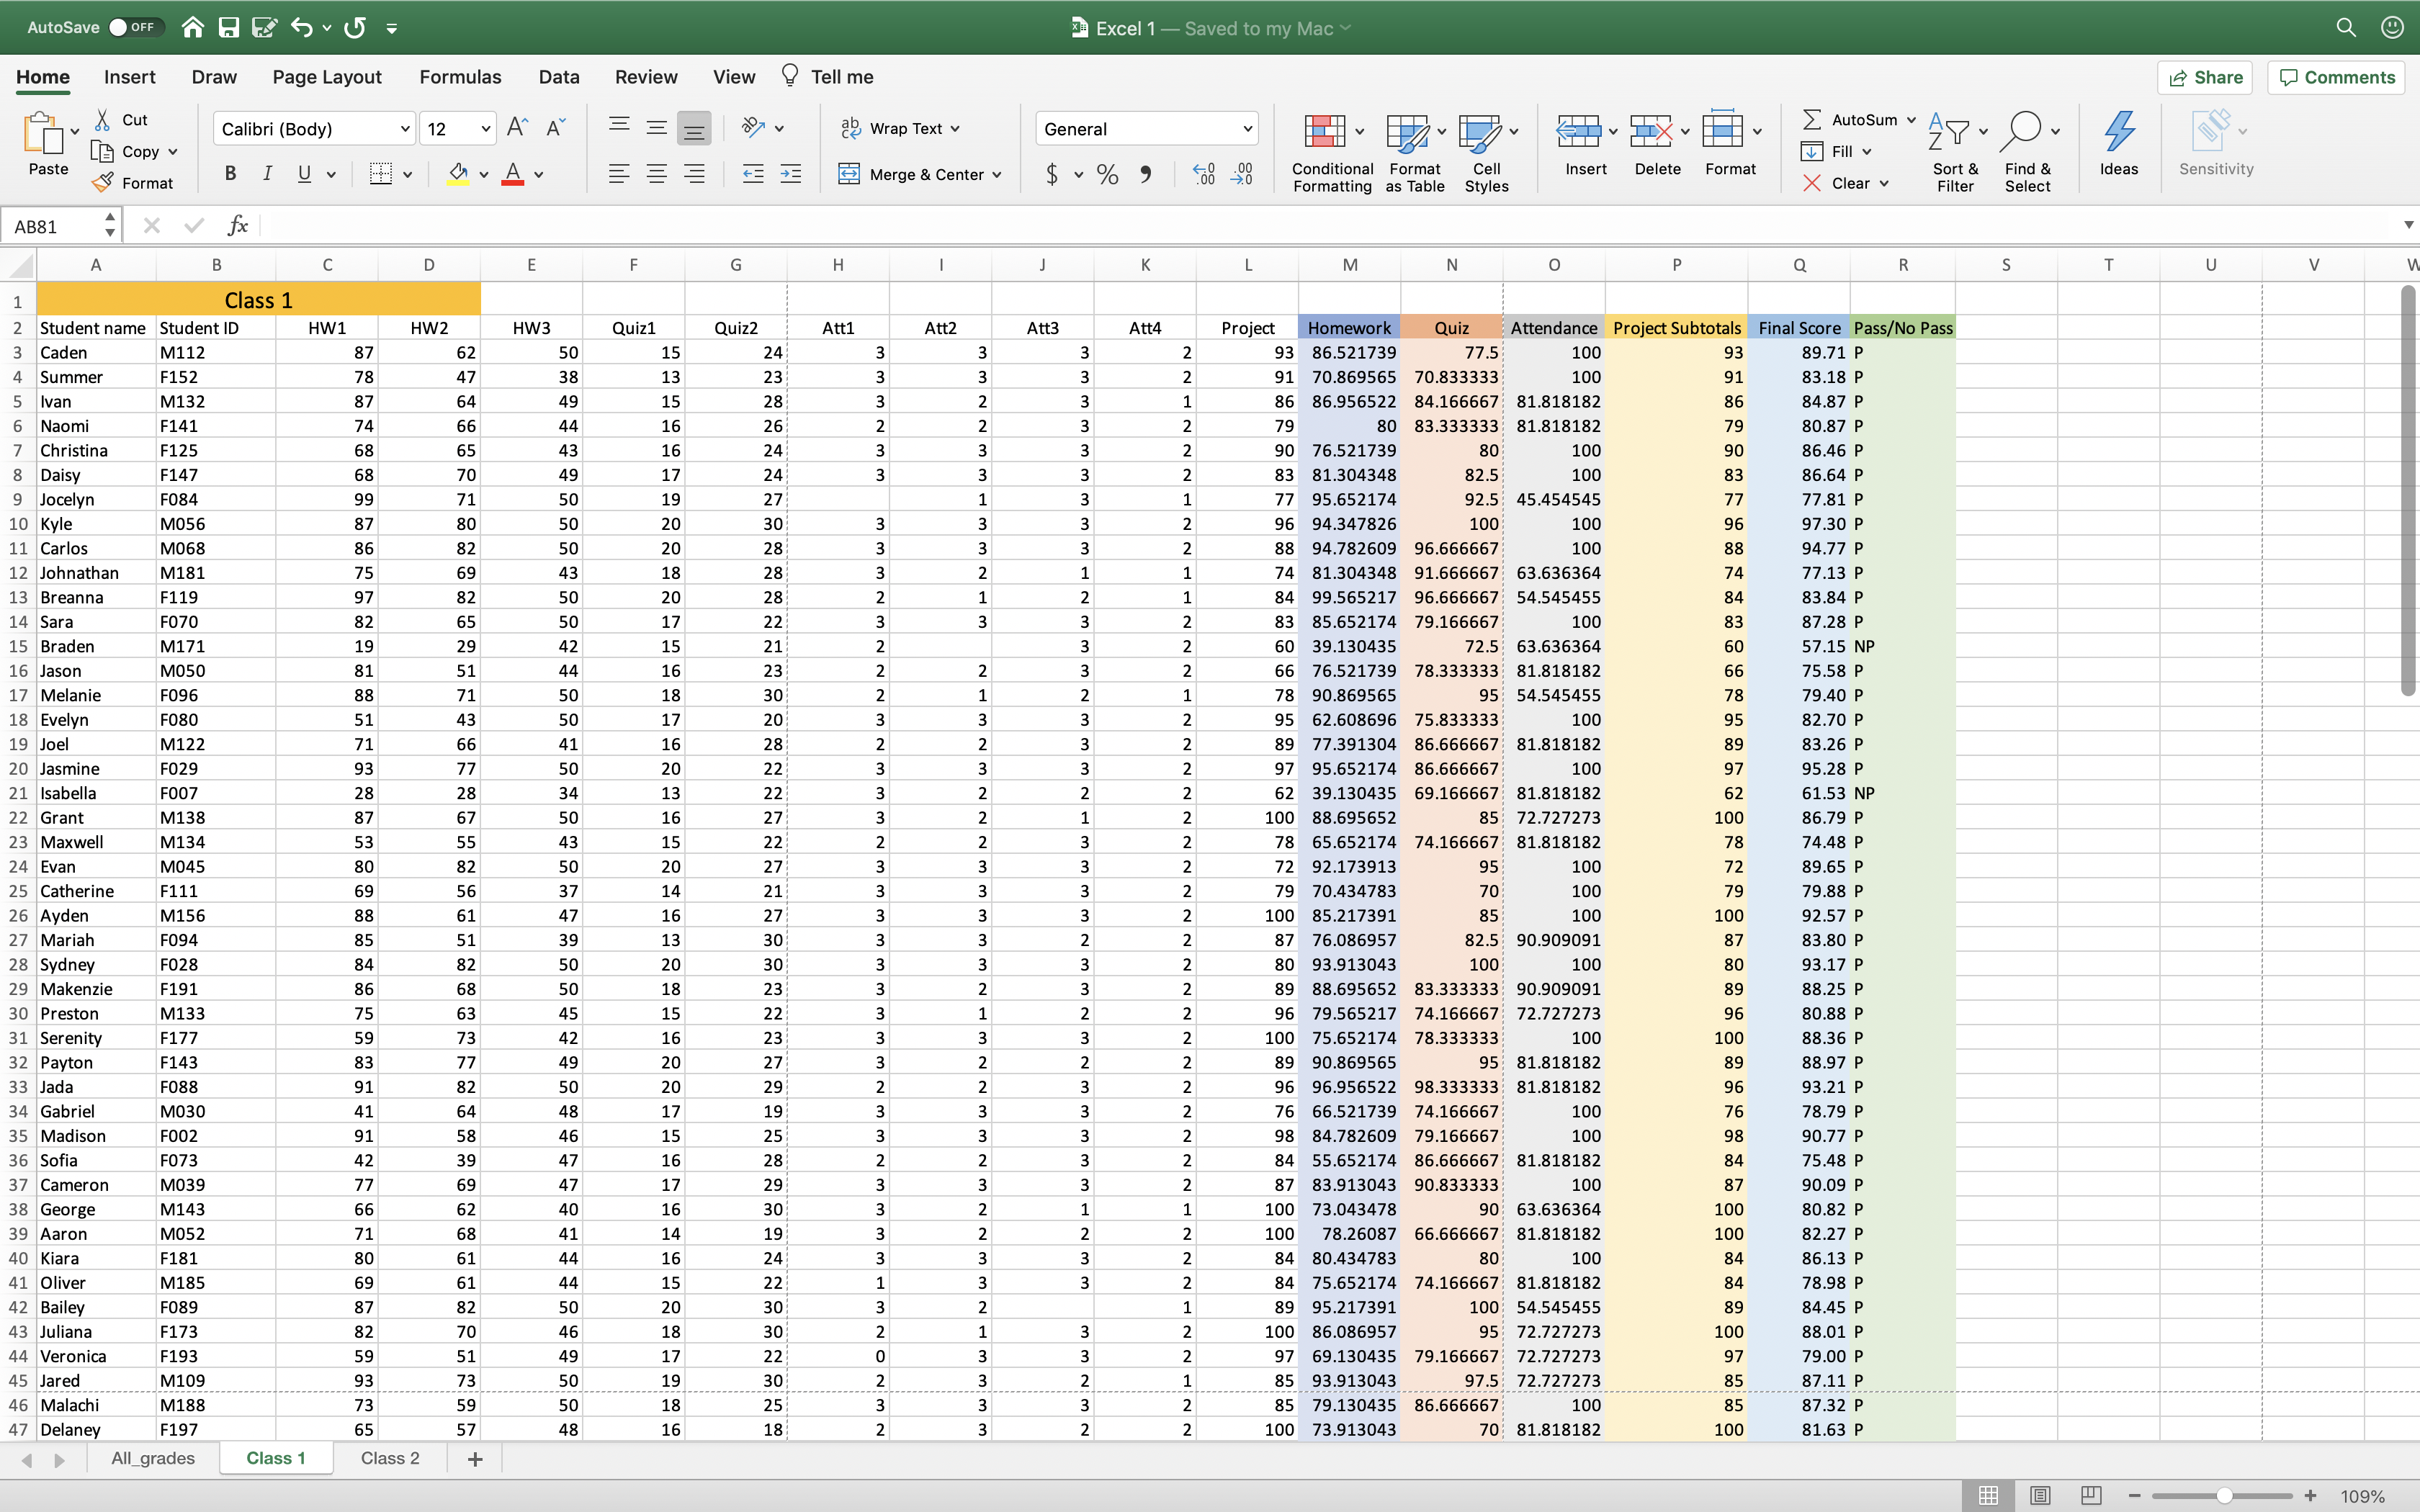 AutoSave OFF Excel 1 — Saved to my Mac
Home Insert Draw Page Layout Formulas Data Review View Tell me Share Comments
Paste Cut Copy Format Calibri (Body) 12 A^ A˅ B I U A ab Wrap Text Merge & Center General $ % , .00 .00 Conditional Formatting Format as Table Cell Styles Insert Delete Format AutoSum Fill Clear Sort & Filter Find & Select Ideas Sensitivity
AB81 fx
A B C D E F G H I J K L M N O P Q R S T U V W
1 Class 1
2 Student name Student ID HW1 HW2 HW3 Quiz1 Quiz2 Att1 Att2 Att3 Att4 Project Homework Quiz Attendance Project Subtotals Final Score Pass/No Pass
3 Caden M112 87 62 50 15 24 3 3 3 2 93 86.521739 77.5 100 93 89.71 P
4 Summer F152 78 47 38 13 23 3 3 3 2 91 70.869565 70.833333 100 91 83.18 P
5 Ivan M132 87 64 49 15 28 3 2 3 1 86 86.956522 84.166667 81.818182 86 84.87 P
6 Naomi F141 74 66 44 16 26 2 2 3 2 79 80 83.333333 81.818182 79 80.87 P
7 Christina F125 68 65 43 16 24 3 3 3 2 90 76.521739 80 100 90 86.46 P
8 Daisy F147 68 70 49 17 24 3 3 3 2 83 81.304348 82.5 100 83 86.64 P
9 Jocelyn F084 99 71 50 19 27 1 3 1 77 95.652174 92.5 45.454545 77 77.81 P
10 Kyle M056 87 80 50 20 30 3 3 3 2 96 94.347826 100 100 96 97.30 P
11 Carlos M068 86 82 50 20 28 3 3 3 2 88 94.782609 96.666667 100 88 94.77 P
12 Johnathan M181 75 69 43 18 28 3 2 1 1 74 81.304348 91.666667 63.636364 74 77.13 P
13 Breanna F119 97 82 50 20 28 2 1 2 1 84 99.565217 96.666667 54.545455 84 83.84 P
14 Sara F070 82 65 50 17 22 3 3 3 2 83 85.652174 79.166667 100 83 87.28 P
15 Braden M171 19 29 42 15 21 2 3 2 60 39.130435 72.5 63.636364 60 57.15 NP
16 Jason M050 81 51 44 16 23 2 2 3 2 66 76.521739 78.333333 81.818182 66 75.58 P
17 Melanie F096 88 71 50 18 30 2 1 2 1 78 90.869565 95 54.545455 78 79.40 P
18 Evelyn F080 51 43 50 17 20 3 3 3 2 95 62.608696 75.833333 100 95 82.70 P
19 Joel M122 71 66 41 16 28 2 2 3 2 89 77.391304 86.666667 81.818182 89 83.26 P
20 Jasmine F029 93 77 50 20 22 3 3 3 2 97 95.652174 86.666667 100 97 95.28 P
21 Isabella F007 28 28 34 13 22 3 2 2 2 62 39.130435 69.166667 81.818182 62 61.53 NP
22 Grant M138 87 67 50 16 27 3 2 1 2 100 88.695652 85 72.727273 100 86.79 P
23 Maxwell M134 53 55 43 15 22 2 2 3 2 78 65.652174 74.166667 81.818182 78 74.48 P
24 Evan M045 80 82 50 20 27 3 3 3 2 72 92.173913 95 100 72 89.65 P
25 Catherine F111 69 56 37 14 21 3 3 3 2 79 70.434783 70 100 79 79.88 P
26 Ayden M156 88 61 47 16 27 3 3 3 2 100 85.217391 85 100 100 92.57 P
27 Mariah F094 85 51 39 13 30 3 3 2 2 87 76.086957 82.5 90.909091 87 83.80 P
28 Sydney F028 84 82 50 20 30 3 3 3 2 80 93.913043 100 100 80 93.17 P
29 Makenzie F191 86 68 50 18 23 3 2 3 2 89 88.695652 83.333333 90.909091 89 88.25 P
30 Preston M133 75 63 45 15 22 3 1 2 2 96 79.565217 74.166667 72.727273 96 80.88 P
31 Serenity F177 59 73 42 16 23 3 3 3 2 100 75.652174 78.333333 100 100 88.36 P
32 Payton F143 83 77 49 20 27 3 2 2 2 89 90.869565 95 81.818182 89 88.97 P
33 Jada F088 91 82 50 20 29 2 2 3 2 96 96.956522 98.333333 81.818182 96 93.21 P
34 Gabriel M030 41 64 48 17 19 3 3 3 2 76 66.521739 74.166667 100 76 78.79 P
35 Madison F002 91 58 46 15 25 3 3 3 2 98 84.782609 79.166667 100 98 90.77 P
36 Sofia F073 42 39 47 16 28 2 2 3 2 84 55.652174 86.666667 81.818182 84 75.48 P
37 Cameron M039 77 69 47 17 29 3 3 3 2 87 83.913043 90.833333 100 87 90.09 P
38 George M143 66 62 40 16 30 3 2 1 1 100 73.043478 90 63.636364 100 80.82 P
39 Aaron M052 71 68 41 14 19 3 2 2 2 100 78.26087 66.666667 81.818182 100 82.27 P
40 Kiara F181 80 61 44 16 24 3 3 3 2 84 80.434783 80 100 84 86.13 P
41 Oliver M185 69 61 44 15 22 1 3 3 2 84 75.652174 74.166667 81.818182 84 78.98 P
42 Bailey F089 87 82 50 20 30 3 2 1 89 95.217391 100 54.545455 89 84.45 P
43 Juliana F173 82 70 46 18 30 2 1 3 2 100 86.086957 95 72.727273 100 88.01 P
44 Veronica F193 59 51 49 17 22 0 3 3 2 97 69.130435 79.166667 72.727273 97 79.00 P
45 Jared M109 93 73 50 19 30 2 3 2 1 85 93.913043 97.5 72.727273 85 87.11 P
46 Malachi M188 73 59 50 18 25 3 3 3 2 85 79.130435 86.666667 100 85 87.32 P
47 Delaney F197 65 57 48 16 18 2 3 2 2 100 73.913043 70 81.818182 100 81.63 P
All_grades Class 1 Class 2 +
109%